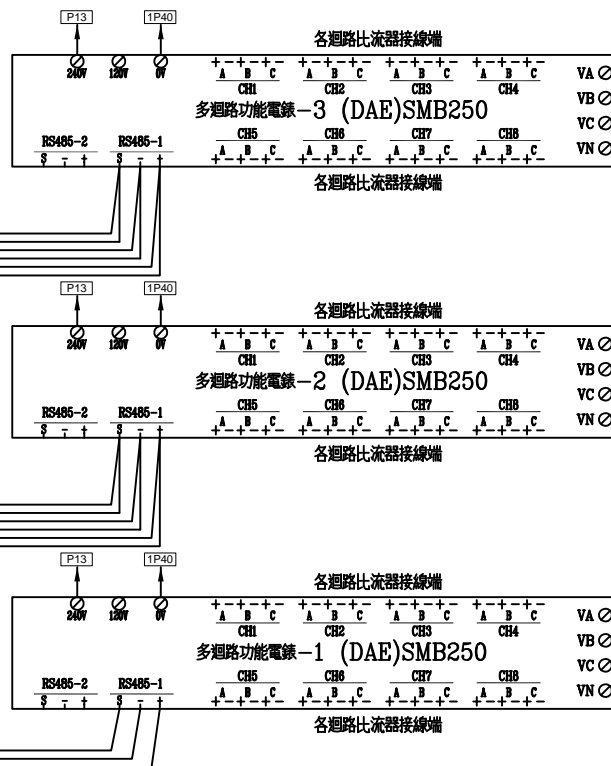 P13 1P40
各迴路比流器接線端
+-+-+- +-+-+- +-+-+- +-+-+-
240V 120V 0V A B C A B C A B C A B C VA
CH1 CH2 CH3 CH4
VB
多迴路功能電錶-3 (DAE)SMB250
VC
RS485-2 RS485-1 CH5 CH6 CH7 CH8
S - + S - + A B C A B C A B C A B C VN
+-+-+- +-+-+- +-+-+- +-+-+-
各迴路比流器接線端
P13 1P40
各迴路比流器接線端
+-+-+- +-+-+- +-+-+- +-+-+-
240V 120V 0V A B C A B C A B C A B C VA
CH1 CH2 CH3 CH4
VB
多迴路功能電錶-2 (DAE)SMB250
VC
RS485-2 RS485-1 CH5 CH6 CH7 CH8
S - + S - + A B C A B C A B C A B C VN
+-+-+- +-+-+- +-+-+- +-+-+-
各迴路比流器接線端
P13 1P40
各迴路比流器接線端
+-+-+- +-+-+- +-+-+- +-+-+-
240V 120V 0V A B C A B C A B C A B C VA
CH1 CH2 CH3 CH4
VB
多迴路功能電錶-1 (DAE)SMB250
VC
RS485-2 RS485-1 CH5 CH6 CH7 CH8
S - + S - + A B C A B C A B C A B C VN
+-+-+- +-+-+- +-+-+- +-+-+-
各迴路比流器接線端